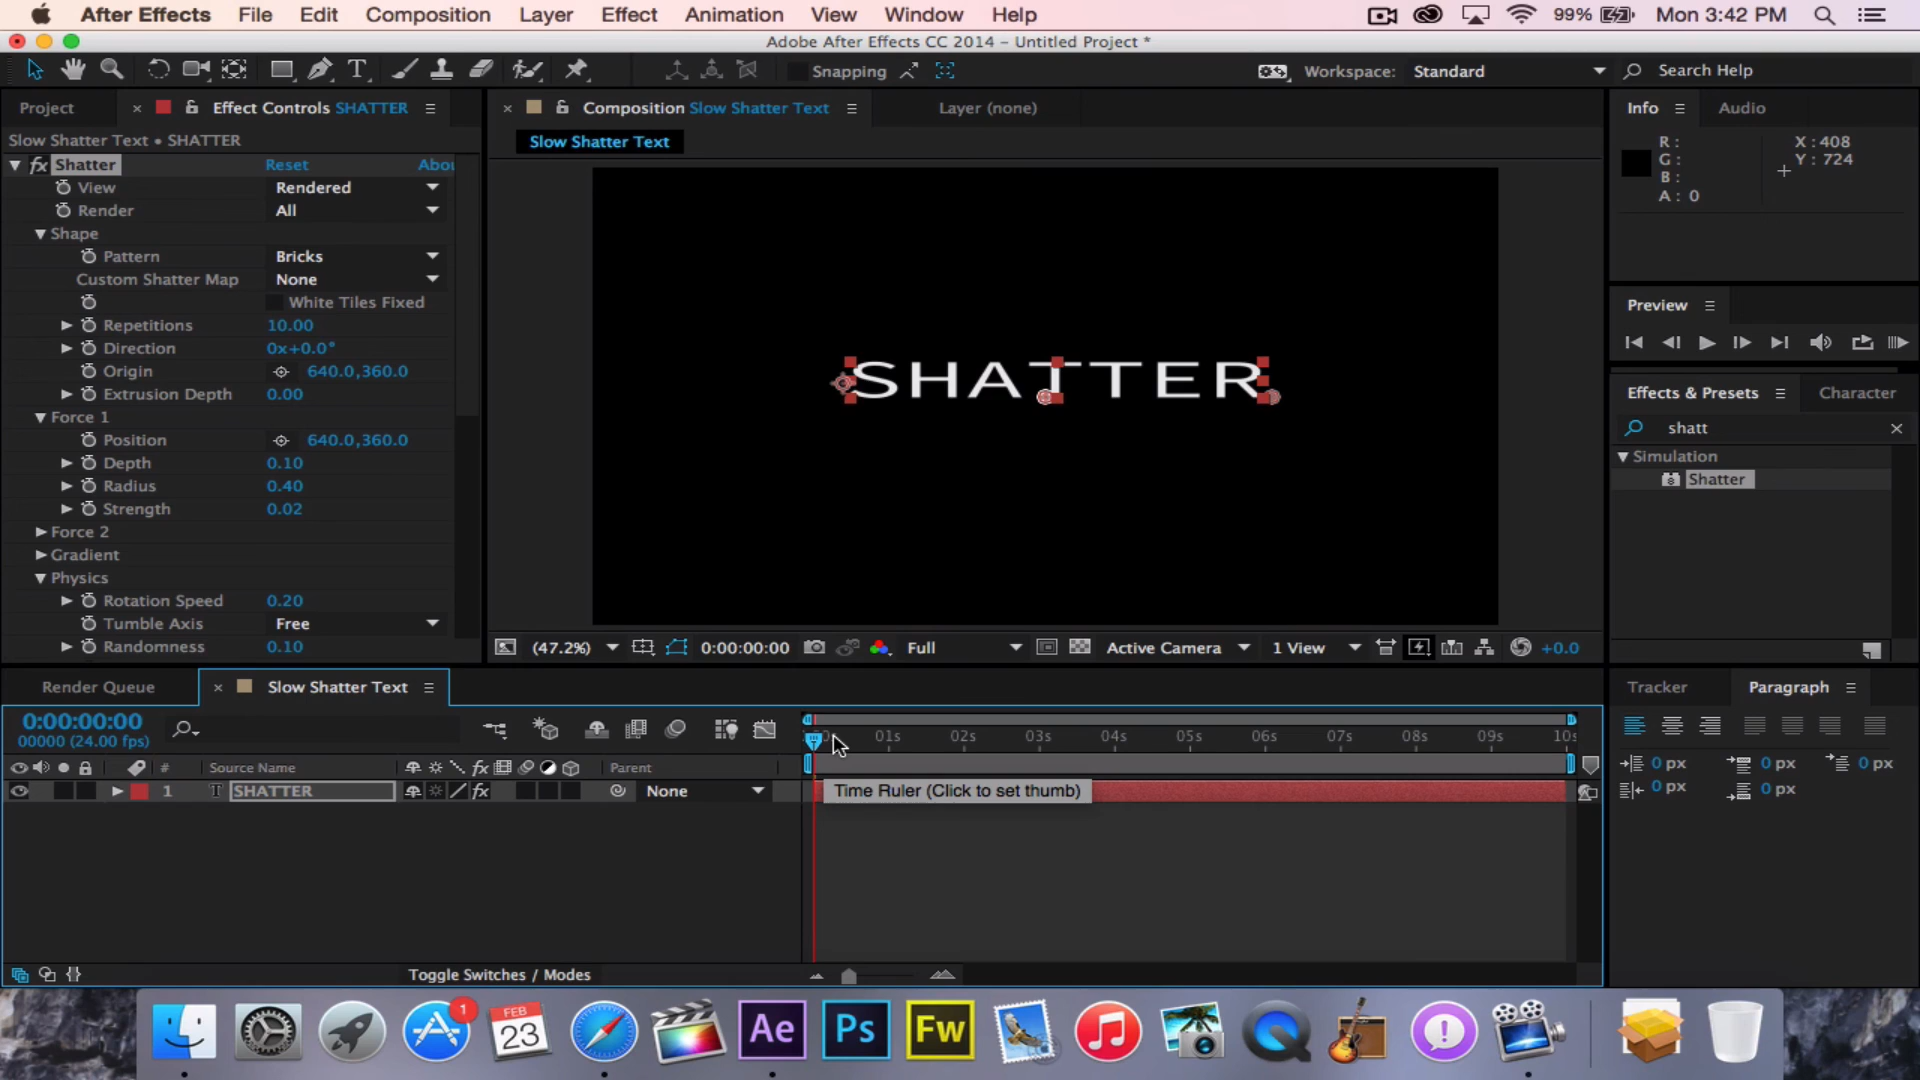 After Effects File Edit Composition Layer Effect Animation View Window Help 99% Mon 3:42 PM
Adobe After Effects CC 2014 – Untitled Project *
Snapping Workspace: Standard Search Help
Project Effect Controls SHATTER Composition Slow Shatter Text Layer (none) Info Audio
Slow Shatter Text • SHATTER
Slow Shatter Text
Shatter Reset Abou
View Rendered
Render All
Shape
Pattern Bricks
Custom Shatter Map None
White Tiles Fixed
Repetitions 10.00
Direction 0x+0.0°
Origin 640.0,360.0
Extrusion Depth 0.00
Force 1
Position 640.0,360.0
Depth 0.10
Radius 0.40
Strength 0.02
Force 2
Gradient
Physics
Rotation Speed 0.20
Tumble Axis Free
Randomness 0.10
SHATTER
R :
G :
B :
A : 0
X : 408
Y : 724
Preview
Effects & Presets Character
shatt
Simulation
Shatter
(47.2%) 0:00:00:00 Full Active Camera 1 View +0.0
Render Queue Slow Shatter Text Tracker Paragraph
0:00:00:00
00000 (24.00 fps)
01s 02s 03s 04s 05s 06s 07s 08s 09s 10s
# Source Name Parent
1 SHATTER None
Time Ruler (Click to set thumb)
0 px 0 px 0 px
0 px 0 px
Toggle Switches / Modes
1
FEB
23
Ae Ps Fw